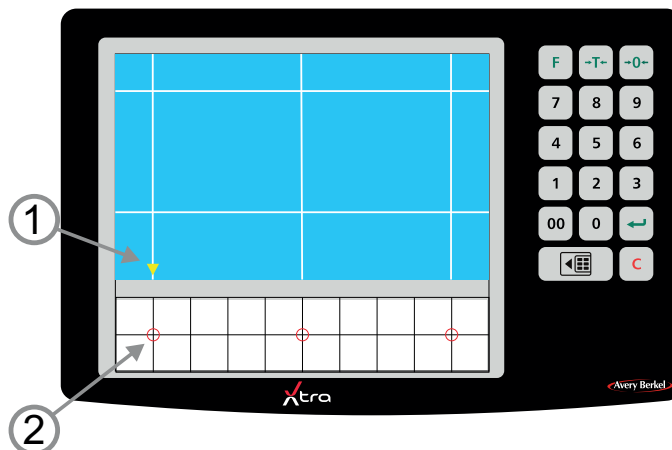 F →T← →0←
7 8 9
4 5 6
1
1 2 3
00 0
C
2
Xtra
Avery Berkel